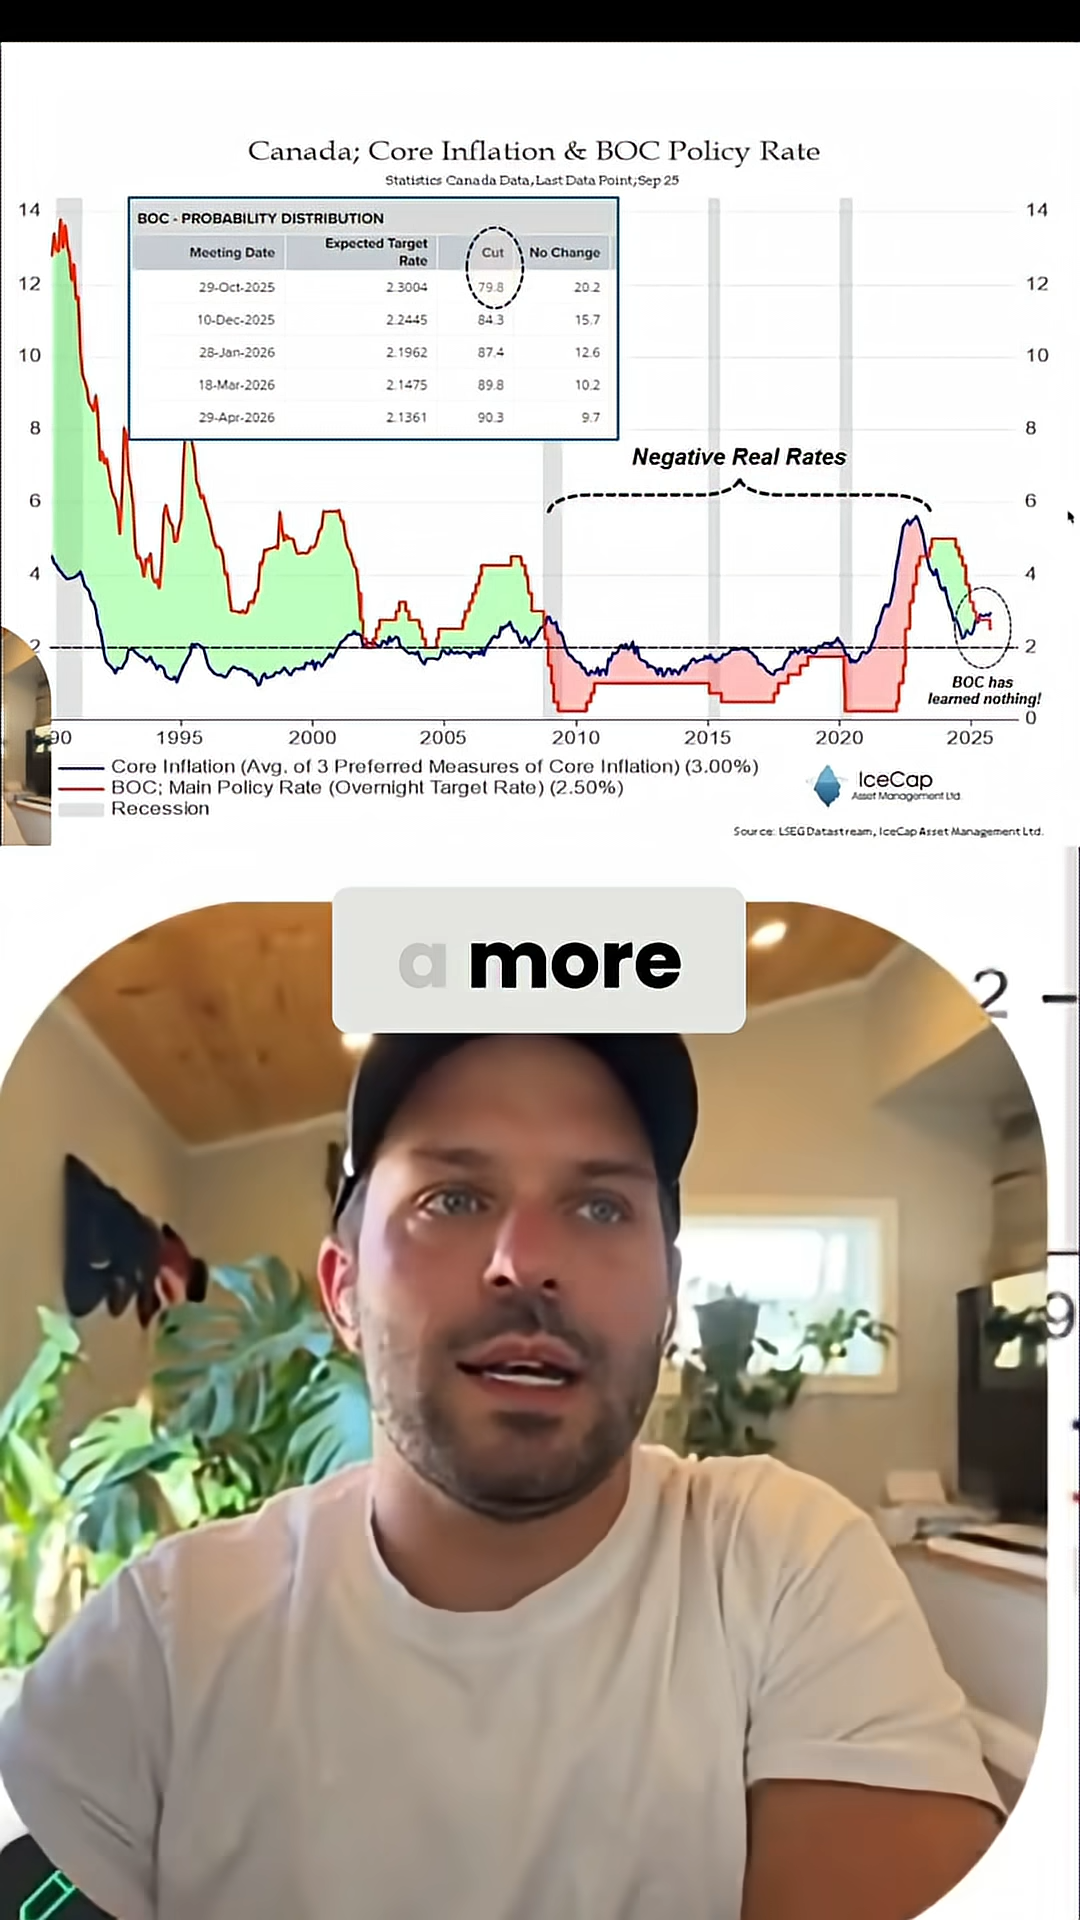 Canada; Core Inflation & BOC Policy Rate
Statistics Canada Data, Last Data Point; Sep 25
BOC - PROBABILITY DISTRIBUTION
Meeting Date Expected Target Rate Cut No Change
29-Oct-2025 2.3004 79.8 20.2
10-Dec-2025 2.2445 84.3 15.7
28-Jan-2026 2.1962 87.4 12.6
18-Mar-2026 2.1475 89.8 10.2
29-Apr-2026 2.1361 90.3 9.7
14 14
12 12
10 10
8 8
6 6
4 4
2 2
0
Negative Real Rates
BOC has
learned nothing!
90 1995 2000 2005 2010 2015 2020 2025
Core Inflation (Avg. of 3 Preferred Measures of Core Inflation) (3.00%)
BOC; Main Policy Rate (Overnight Target Rate) (2.50%)
Recession
IceCap
Asset Management Ltd.
Source: LSEG Datastream, IceCap Asset Management Ltd.
a more
2
9